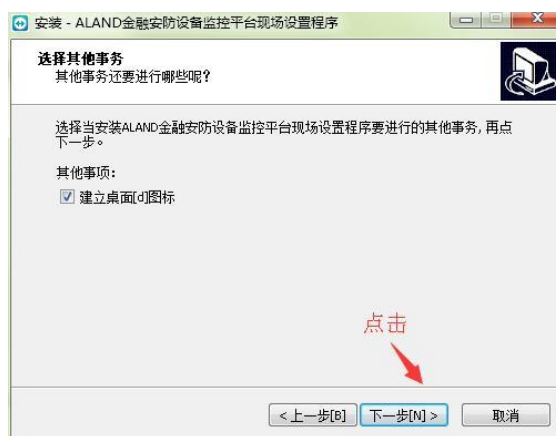 安装 - ALAND金融安防设备监控平台现场设置程序
选择其他事务
其他事务还要进行哪些呢?
选择当安装ALAND金融安防设备监控平台现场设置程序要进行的其他事务, 再点
下一步。
其他事项:
建立桌面[d]图标
点击
<上一步[B]
下一步[N] >
取消